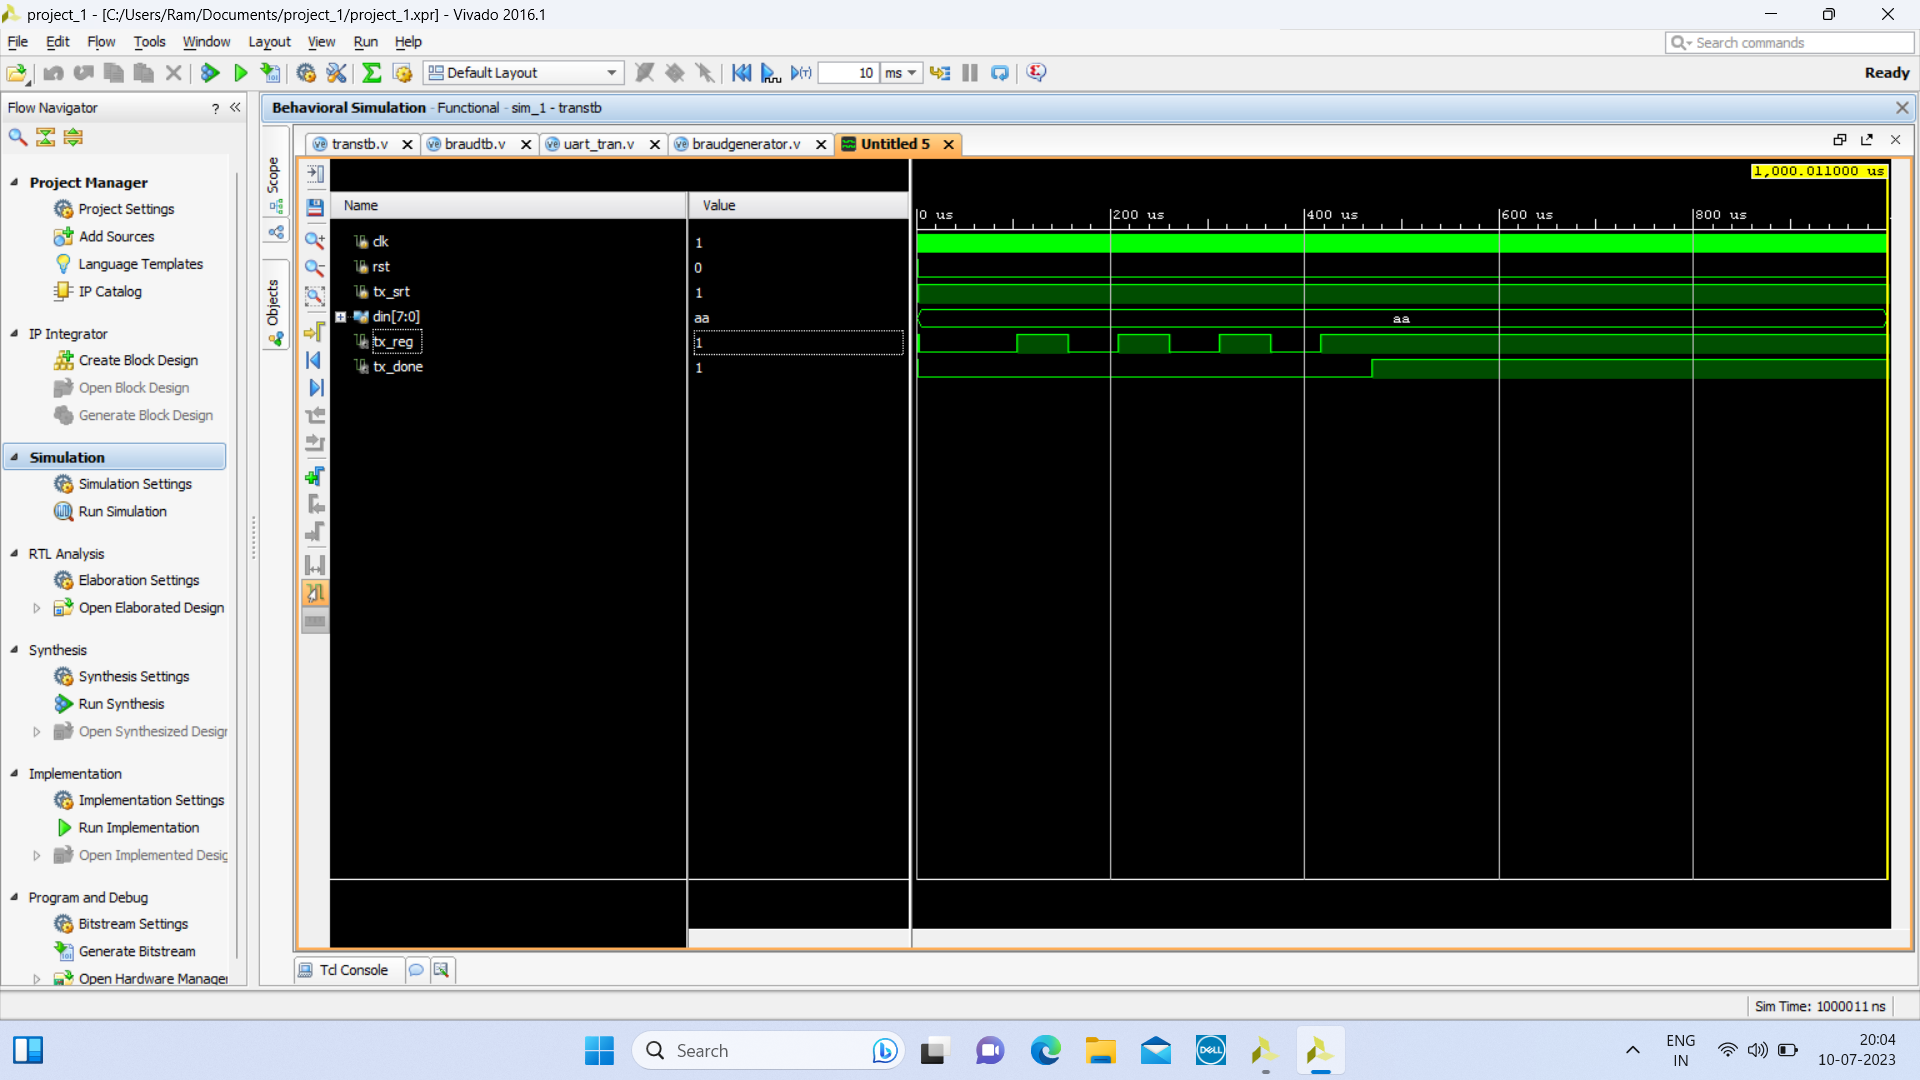 project_1 - [C:/Users/Ram/Documents/project_1/project_1.xpr] - Vivado 2016.1
File Edit Flow Tools Window Layout View Run Help
Search commands
Default Layout
10 ms
Ready
Flow Navigator
Behavioral Simulation - Functional - sim_1 - transtb
transtb.v
braudtb.v
uart_tran.v
braudgenerator.v
Untitled 5
Project Manager
Project Settings
Add Sources
Language Templates
IP Catalog
IP Integrator
Create Block Design
Open Block Design
Generate Block Design
Simulation
Simulation Settings
Run Simulation
RTL Analysis
Elaboration Settings
Open Elaborated Design
Synthesis
Synthesis Settings
Run Synthesis
Open Synthesized Desigr
Implementation
Implementation Settings
Run Implementation
Open Implemented Desig
Program and Debug
Bitstream Settings
Generate Bitstream
Open Hardware Manager
Scope
Objects
Name Value
clk 1
rst 0
tx_srt 1
din[7:0] aa
tx_reg 1
tx_done 1
1,000.011000 us
0 us 200 us 400 us 600 us 800 us
aa
Tcl Console
Sim Time: 1000011 ns
Search
DELL
ENG
IN
20:04
10-07-2023